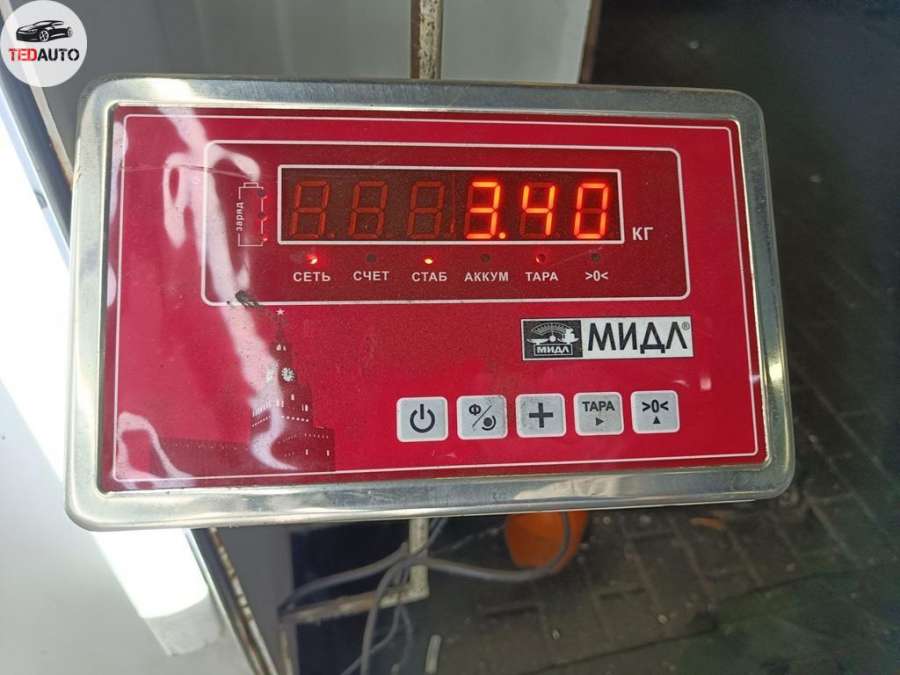 TEDAUTO
заряд
3.40
КГ
СЕТЬ СЧЕТ СТАБ АККУМ ТАРА >0<
МИДЛ МИДЛ®
Ф
ТАРА
>0<